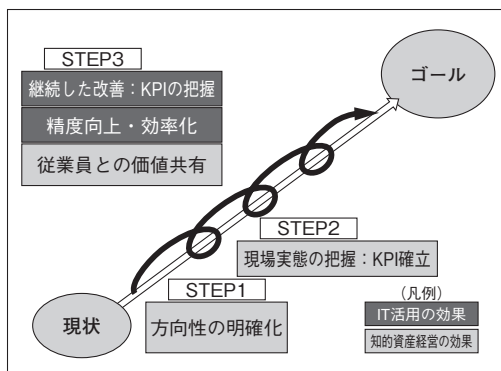 STEP3
継続した改善：KPIの把握
精度向上・効率化
従業員との価値共有
ゴール
STEP2
現場実態の把握：KPI確立
STEP1
方向性の明確化
現状
(凡例)
IT活用の効果
知的資産経営の効果